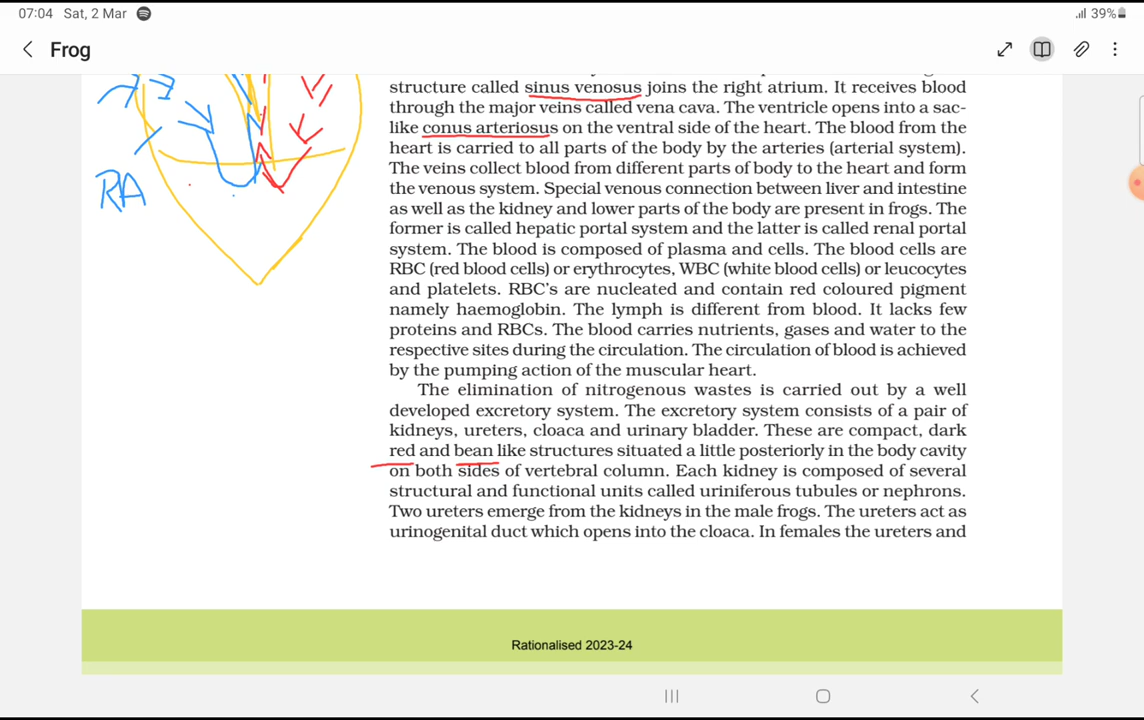 07:04 Sat, 2 Mar
39%
Frog
structure called sinus venosus joins the right atrium. It receives blood
through the major veins called vena cava. The ventricle opens into a sac-
like conus arteriosus on the ventral side of the heart. The blood from the
heart is carried to all parts of the body by the arteries (arterial system).
The veins collect blood from different parts of body to the heart and form
the venous system. Special venous connection between liver and intestine
as well as the kidney and lower parts of the body are present in frogs. The
former is called hepatic portal system and the latter is called renal portal
system. The blood is composed of plasma and cells. The blood cells are
RBC (red blood cells) or erythrocytes, WBC (white blood cells) or leucocytes
and platelets. RBC's are nucleated and contain red coloured pigment
namely haemoglobin. The lymph is different from blood. It lacks few
proteins and RBCs. The blood carries nutrients, gases and water to the
respective sites during the circulation. The circulation of blood is achieved
by the pumping action of the muscular heart.
The elimination of nitrogenous wastes is carried out by a well
developed excretory system. The excretory system consists of a pair of
kidneys, ureters, cloaca and urinary bladder. These are compact, dark
red and bean like structures situated a little posteriorly in the body cavity
on both sides of vertebral column. Each kidney is composed of several
structural and functional units called uriniferous tubules or nephrons.
Two ureters emerge from the kidneys in the male frogs. The ureters act as
urinogenital duct which opens into the cloaca. In females the ureters and
RA
Rationalised 2023-24